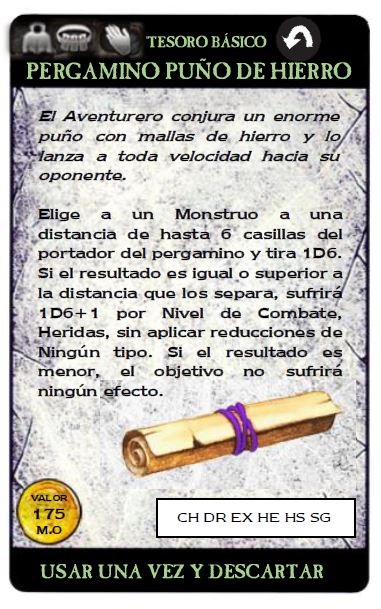 TESORO BÁSICO
PERGAMINO PUÑO DE HIERRO
El Aventurero conjura un enorme
puño con mallas de hierro y lo
lanza a toda velocidad hacia su
oponente.
Elige a un Monstruo a una
distancia de hasta 6 casillas del
portador del pergamino y tira 1D6.
Si el resultado es igual o superior a
la distancia que los separa, sufrirá
1D6+1 por Nivel de Combate,
Heridas, sin aplicar reducciones de
Ningún tipo. Si el resultado es
menor, el objetivo no sufrirá
ningún efecto.
VALOR
175
M.O
CH DR EX HE HS SG
USAR UNA VEZ Y DESCARTAR